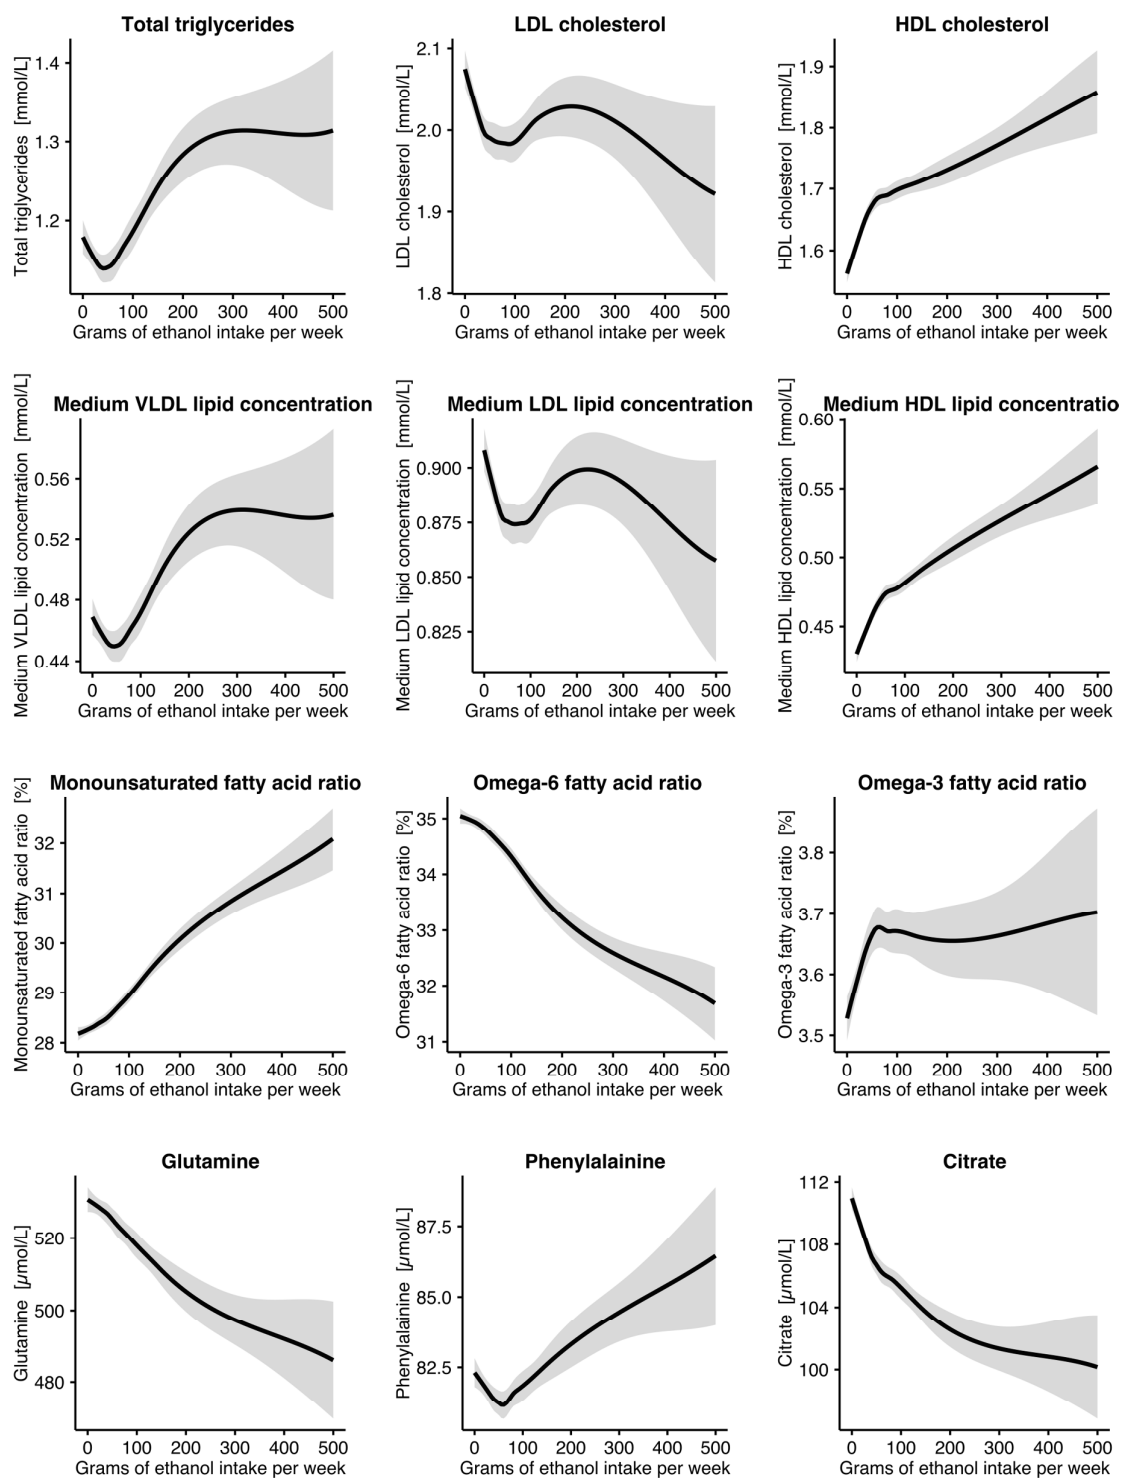 Total triglycerides
Total triglycerides [mmol/L]
1.4
1.3
1.2
0 100 200 300 400 500
Grams of ethanol intake per week
LDL cholesterol
LDL cholesterol [mmol/L]
2.1
2.0
1.9
1.8
0 100 200 300 400 500
Grams of ethanol intake per week
HDL cholesterol
HDL cholesterol [mmol/L]
1.9
1.8
1.7
1.6
0 100 200 300 400 500
Grams of ethanol intake per week
Medium VLDL lipid concentration
Medium VLDL lipid concentration [mmol/L]
0.56
0.52
0.48
0.44
0 100 200 300 400 500
Grams of ethanol intake per week
Medium LDL lipid concentration
Medium LDL lipid concentration [mmol/L]
0.900
0.875
0.850
0.825
0 100 200 300 400 500
Grams of ethanol intake per week
Medium HDL lipid concentratio
Medium HDL lipid concentration [mmol/L]
0.60
0.55
0.50
0.45
0 100 200 300 400 500
Grams of ethanol intake per week
Monounsaturated fatty acid ratio
Monounsaturated fatty acid ratio [%]
32
31
30
29
28
0 100 200 300 400 500
Grams of ethanol intake per week
Omega-6 fatty acid ratio
Omega-6 fatty acid ratio [%]
35
34
33
32
31
0 100 200 300 400 500
Grams of ethanol intake per week
Omega-3 fatty acid ratio
Omega-3 fatty acid ratio [%]
3.8
3.7
3.6
3.5
0 100 200 300 400 500
Grams of ethanol intake per week
Glutamine
Glutamine [µmol/L]
520
500
480
0 100 200 300 400 500
Grams of ethanol intake per week
Phenylalainine
Phenylalainine [µmol/L]
87.5
85.0
82.5
0 100 200 300 400 500
Grams of ethanol intake per week
Citrate
Citrate [µmol/L]
112
108
104
100
0 100 200 300 400 500
Grams of ethanol intake per week